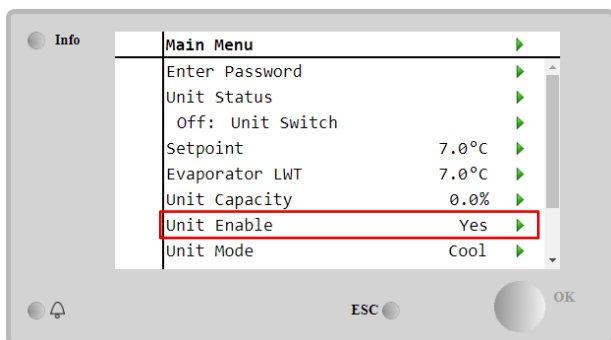 Info
Main Menu
Enter Password
Unit Status
Off: Unit Switch
Setpoint 7.0°C
Evaporator LWT 7.0°C
Unit Capacity 0.0%
Unit Enable Yes
Unit Mode Cool
ESC
OK